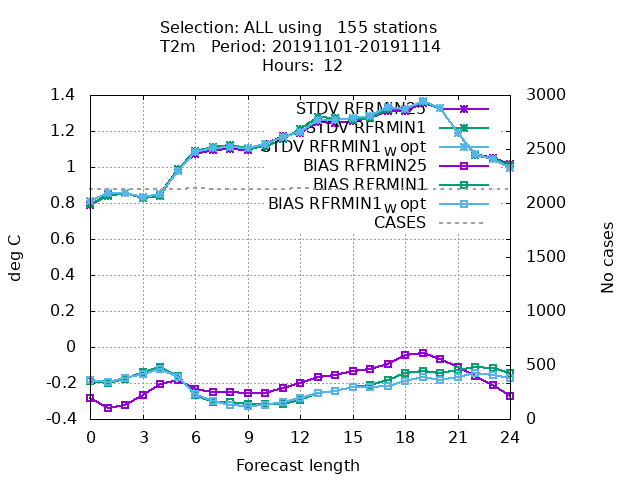 Selection: ALL using   155 stations
T2m   Period: 20191101-20191114
Hours:  12
1.4
1.2
1
0.8
0.6
0.4
0.2
0
-0.2
-0.4
deg C
3000
2500
2000
1500
1000
500
0
No cases
STDV RFRMIN25
STDV RFRMIN1
STDV RFRMIN1w opt
BIAS RFRMIN25
BIAS RFRMIN1
BIAS RFRMIN1w opt
CASES
0 3 6 9 12 15 18 21 24
Forecast length